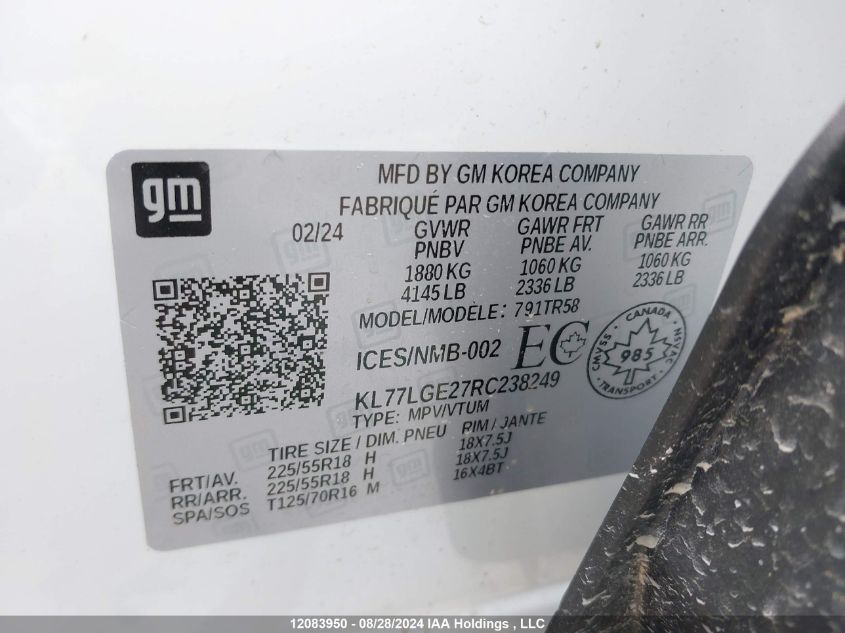 gm
MFD BY GM KOREA COMPANY
FABRIQUÉ PAR GM KOREA COMPANY
02/24 GVWR GAWR FRT GAWR RR
PNBV PNBE AV. PNBE ARR.
1880 KG 1060 KG 1060 KG
4145 LB 2336 LB 2336 LB
MODEL/MODÈLE: 791TR58
ICES/NMB-002 EC
CANADA
CMVSS 985 NSVAC
TRANSPORT
KL77LGE27RC238249
TYPE: MPV/VTUM
TIRE SIZE / DIM. PNEU RIM / JANTE
FRT/AV. 225/55R18 H 18X7.5J
RR/ARR. 225/55R18 H 18X7.5J
SPA/SOS T125/70R16 M 16X4BT
12083950 - 08/28/2024 IAA Holdings, LLC